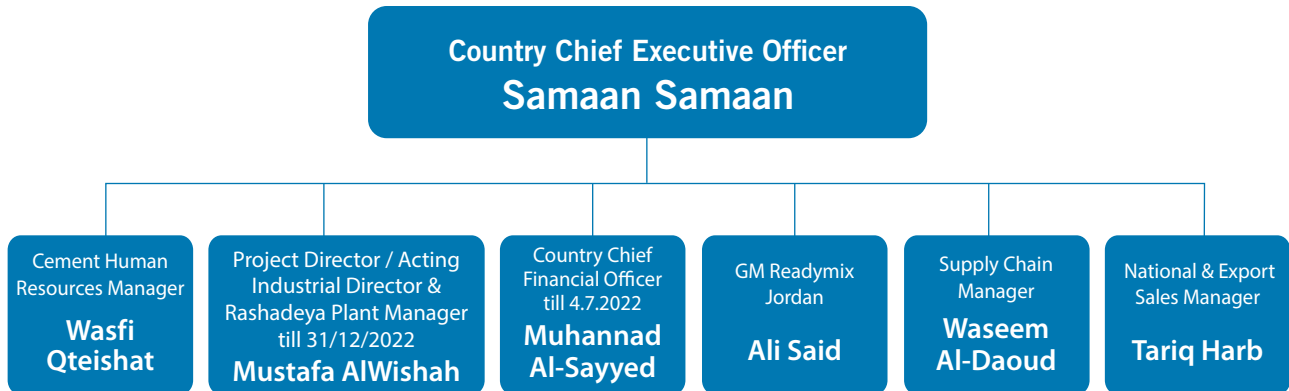 Country Chief Executive Officer
Samaan Samaan
Cement Human
Resources Manager
Wasfi
Qteishat
Project Director / Acting
Industrial Director &
Rashadeya Plant Manager
till 31/12/2022
Mustafa AlWishah
Country Chief
Financial Officer
till 4.7.2022
Muhannad
Al-Sayyed
GM Readymix
Jordan
Ali Said
Supply Chain
Manager
Waseem
Al-Daoud
National & Export
Sales Manager
Tariq Harb